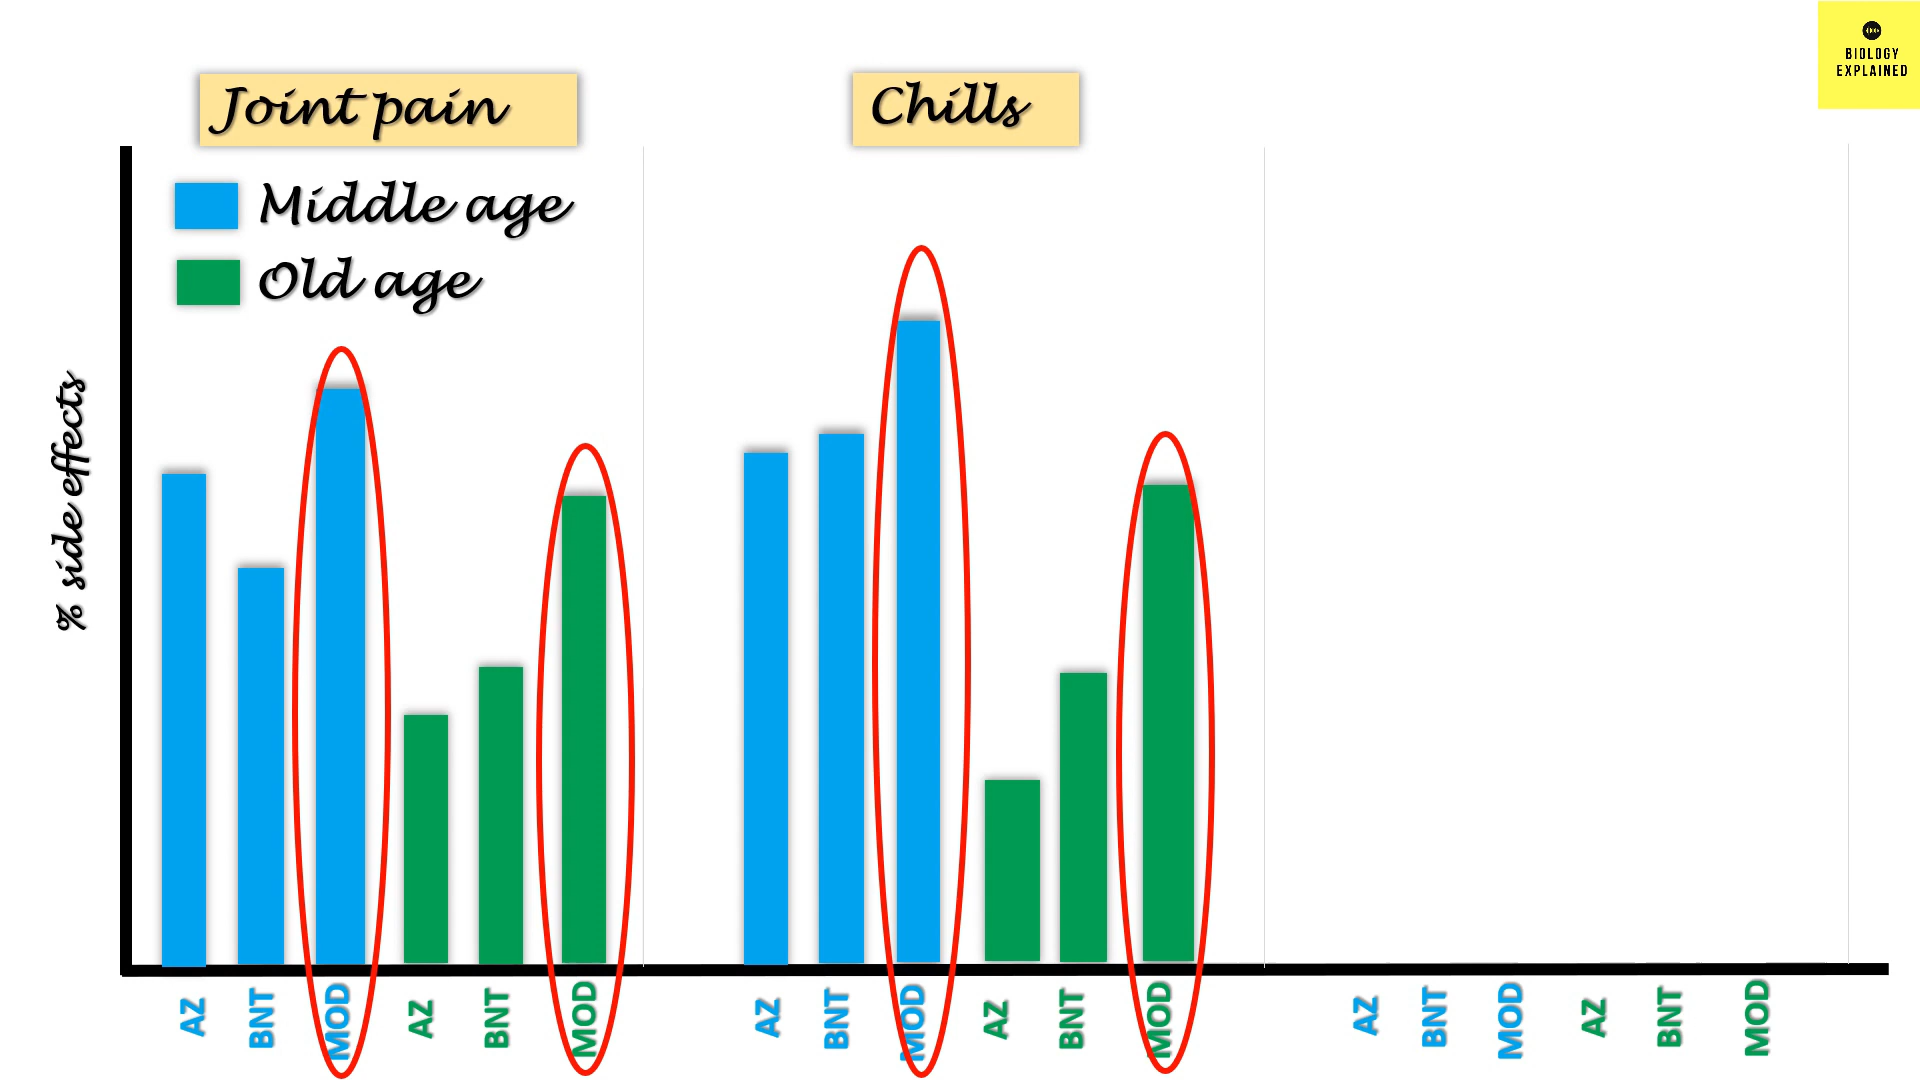 BIOLOGY
EXPLAINED
Joint pain
Chills
Middle age
Old age
% side effects
AZ BNT MOD AZ BNT MOD AZ BNT MOD AZ BNT MOD AZ BNT MOD AZ BNT MOD